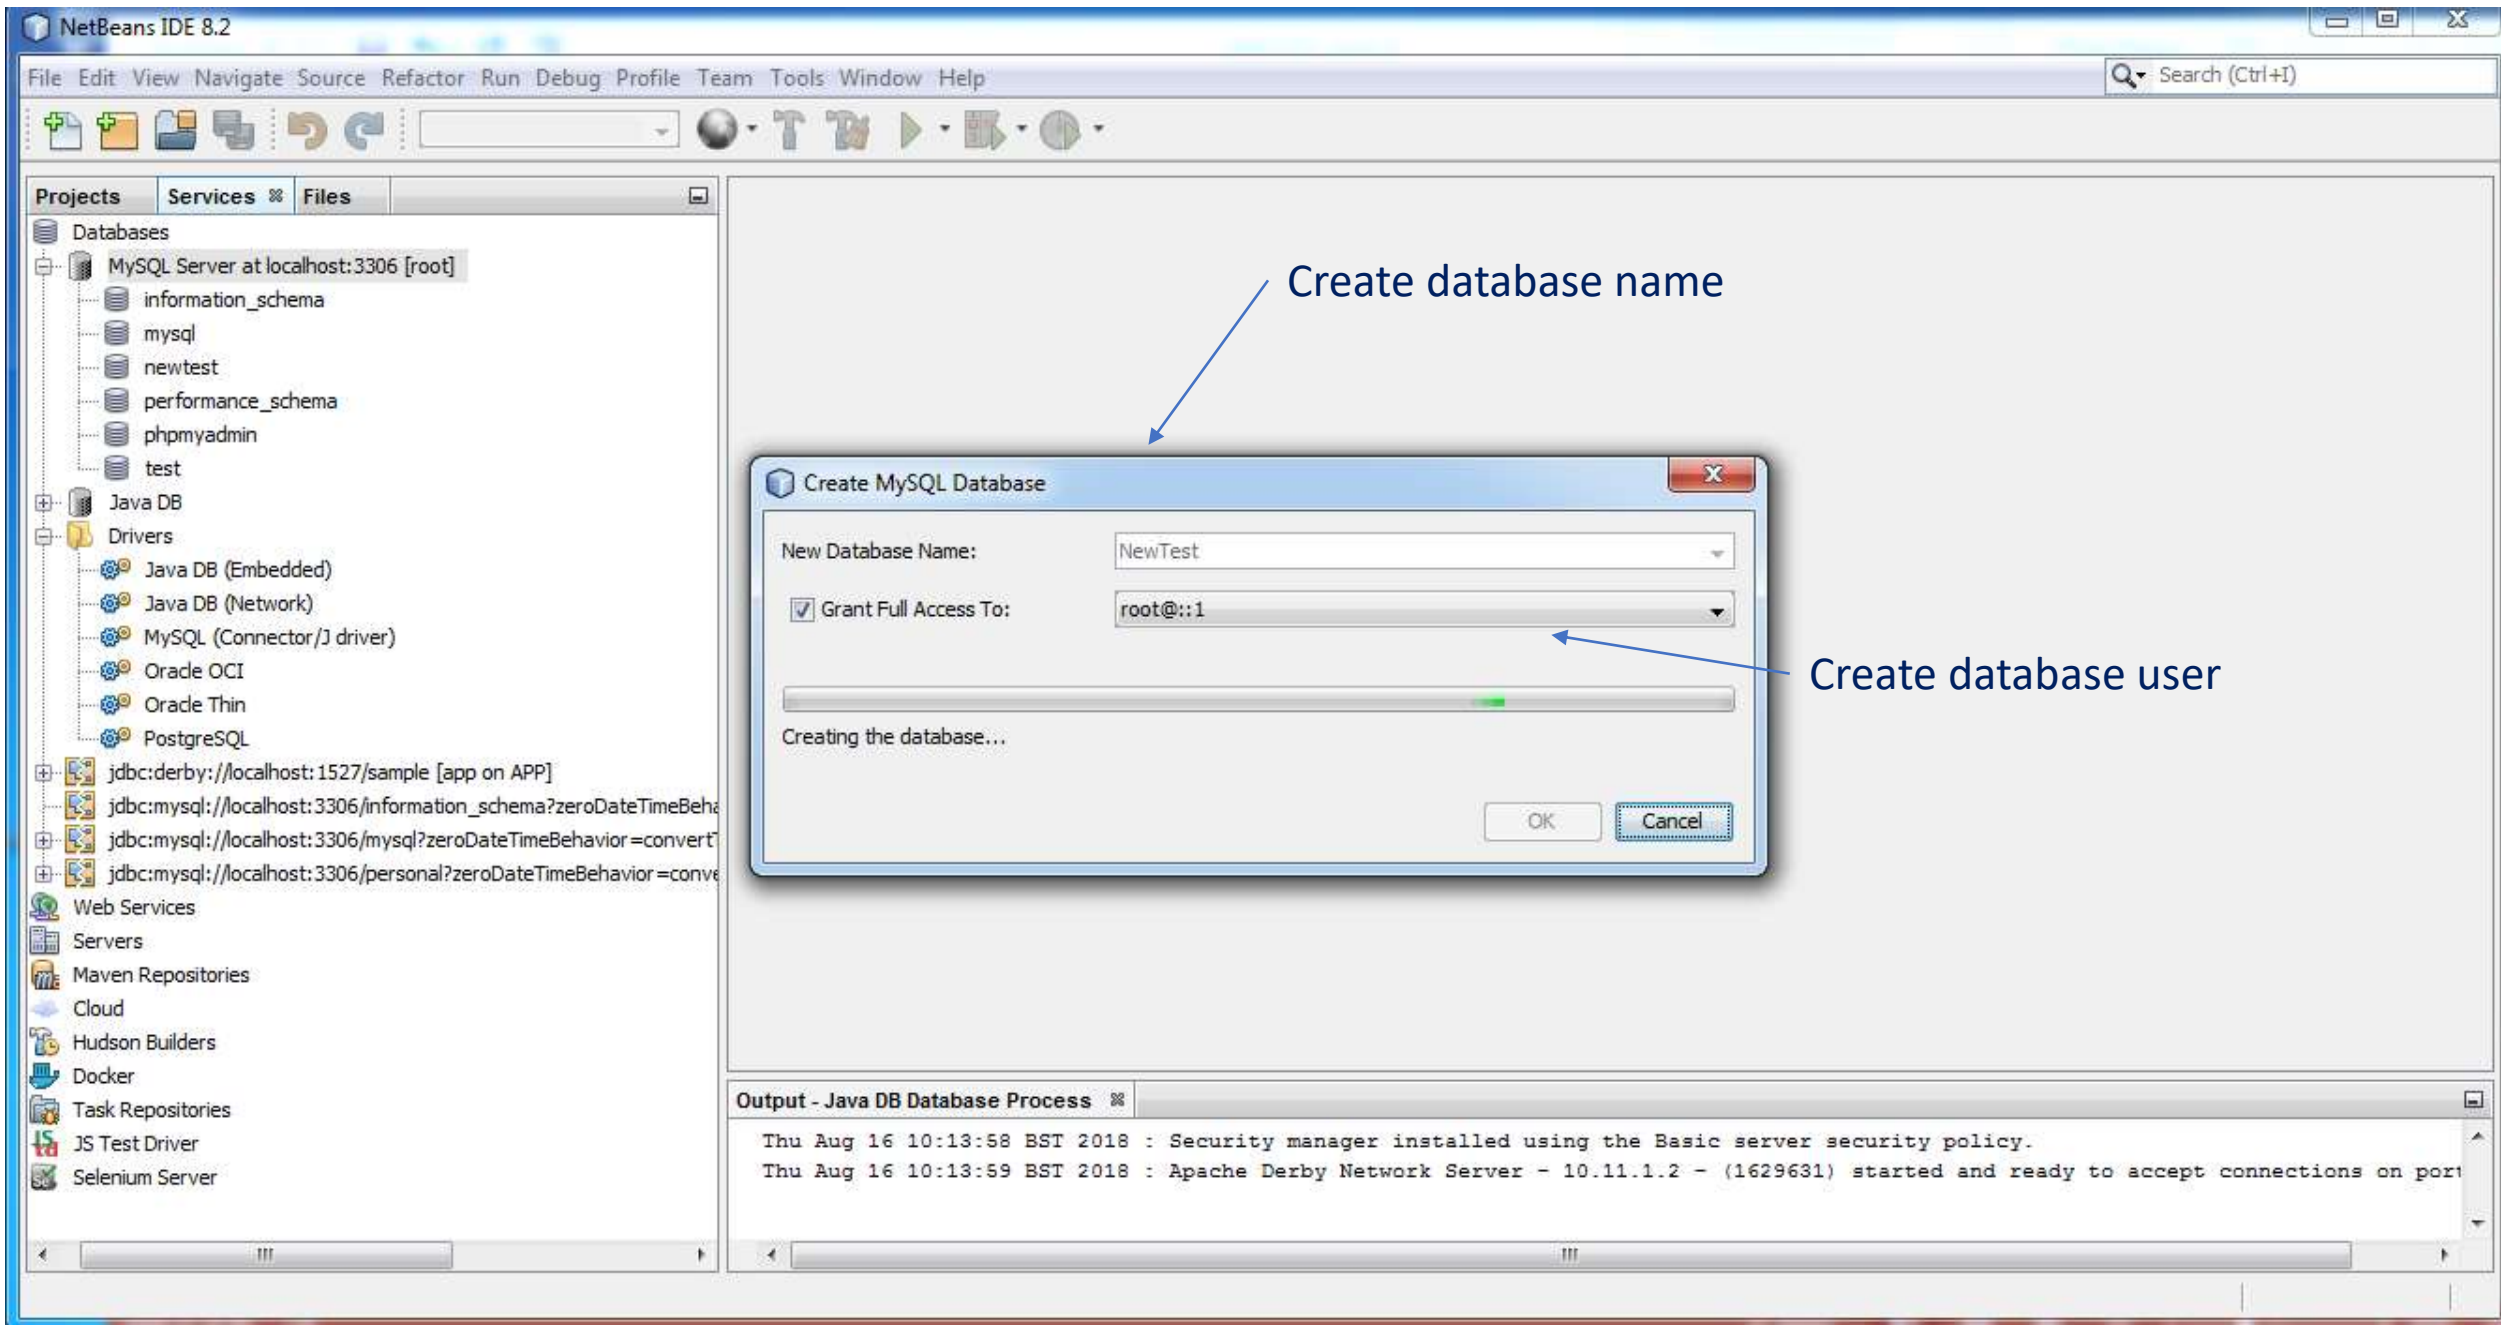 NetBeans IDE 8.2
File Edit View Navigate Source Refactor Run Debug Profile Team Tools Window Help
Search (Ctrl+I)
Projects Services Files
Databases
MySQL Server at localhost:3306 [root]
information_schema
mysql
newtest
performance_schema
phpmyadmin
test
Java DB
Drivers
Java DB (Embedded)
Java DB (Network)
MySQL (Connector/J driver)
Oracle OCI
Oracle Thin
PostgreSQL
jdbc:derby://localhost:1527/sample [app on APP]
jdbc:mysql://localhost:3306/information_schema?zeroDateTimeBeha
jdbc:mysql://localhost:3306/mysql?zeroDateTimeBehavior=convertT
jdbc:mysql://localhost:3306/personal?zeroDateTimeBehavior=conve
Web Services
Servers
Maven Repositories
Cloud
Hudson Builders
Docker
Task Repositories
JS Test Driver
Selenium Server
Create database name
Create MySQL Database
New Database Name: NewTest
Grant Full Access To: root@::1
Create database user
Creating the database...
OK Cancel
Output - Java DB Database Process
Thu Aug 16 10:13:58 BST 2018 : Security manager installed using the Basic server security policy.
Thu Aug 16 10:13:59 BST 2018 : Apache Derby Network Server - 10.11.1.2 - (1629631) started and ready to accept connections on port